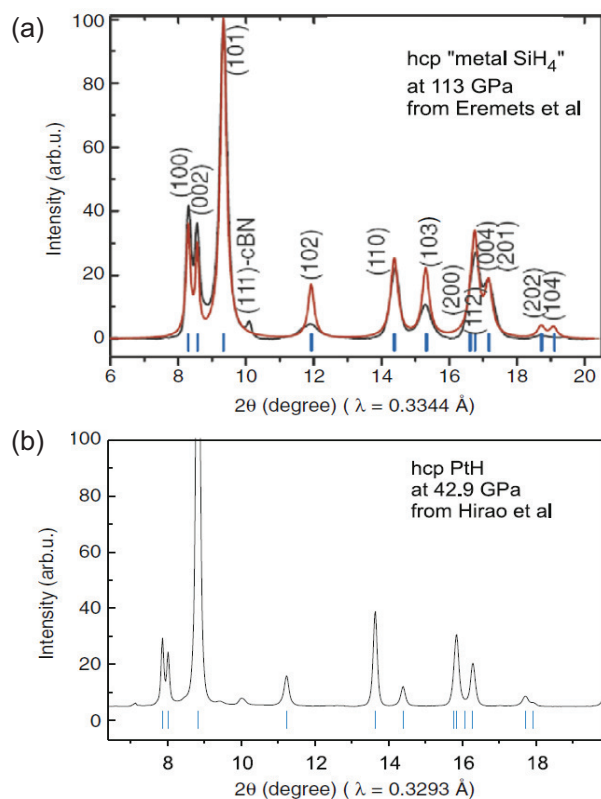 (a)
100
80
60
40
20
0
Intensity (arb.u.)
(100)
(002)
(101)
(111)-cBN
(102)
(110)
(103)
(200)
(112)
(004)
(201)
(202)
(104)
hcp "metal SiH4"
at 113 GPa
from Eremets et al
6 8 10 12 14 16 18 20
2θ (degree) ( λ = 0.3344 Å)
(b)
100
80
60
40
20
0
Intensity (arb.u.)
hcp PtH
at 42.9 GPa
from Hirao et al
8 10 12 14 16 18
2θ (degree) ( λ = 0.3293 Å)